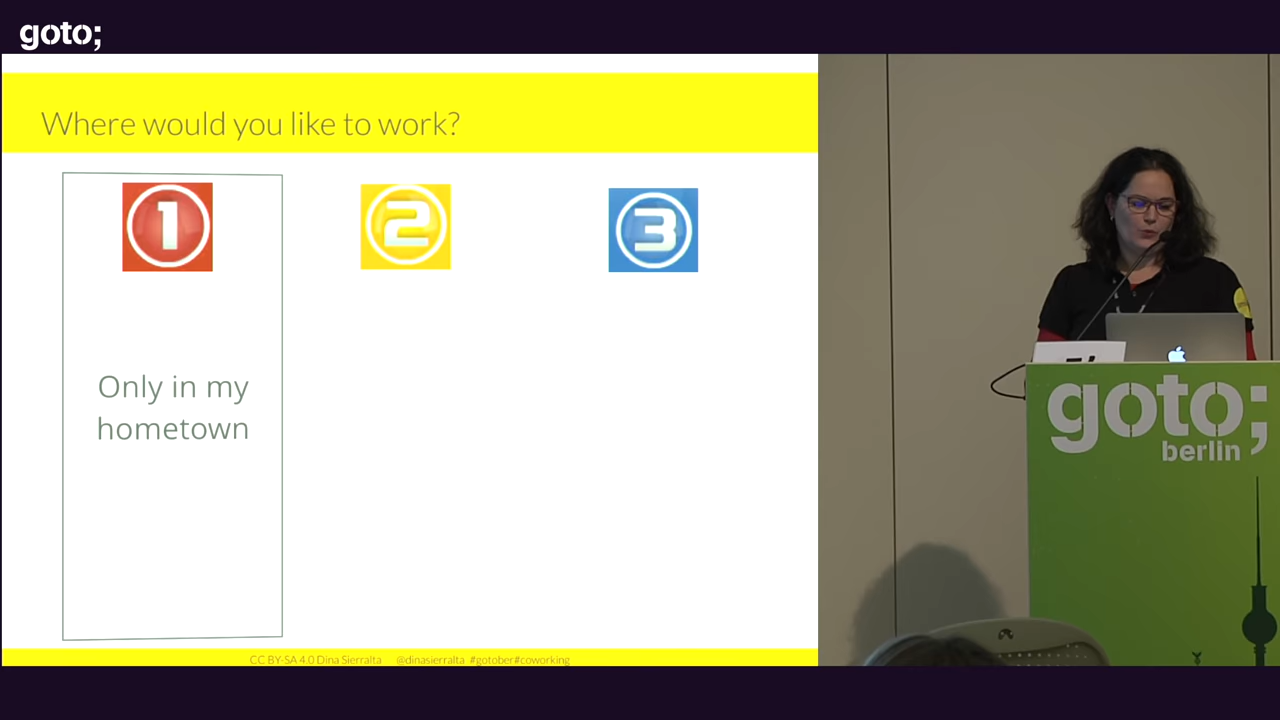 goto;
Where would you like to work?
1
2
3
Only in my
hometown
CC BY-SA 4.0 Dina Sierralta @dinasierralta #gotober#coworking
goto;
berlin